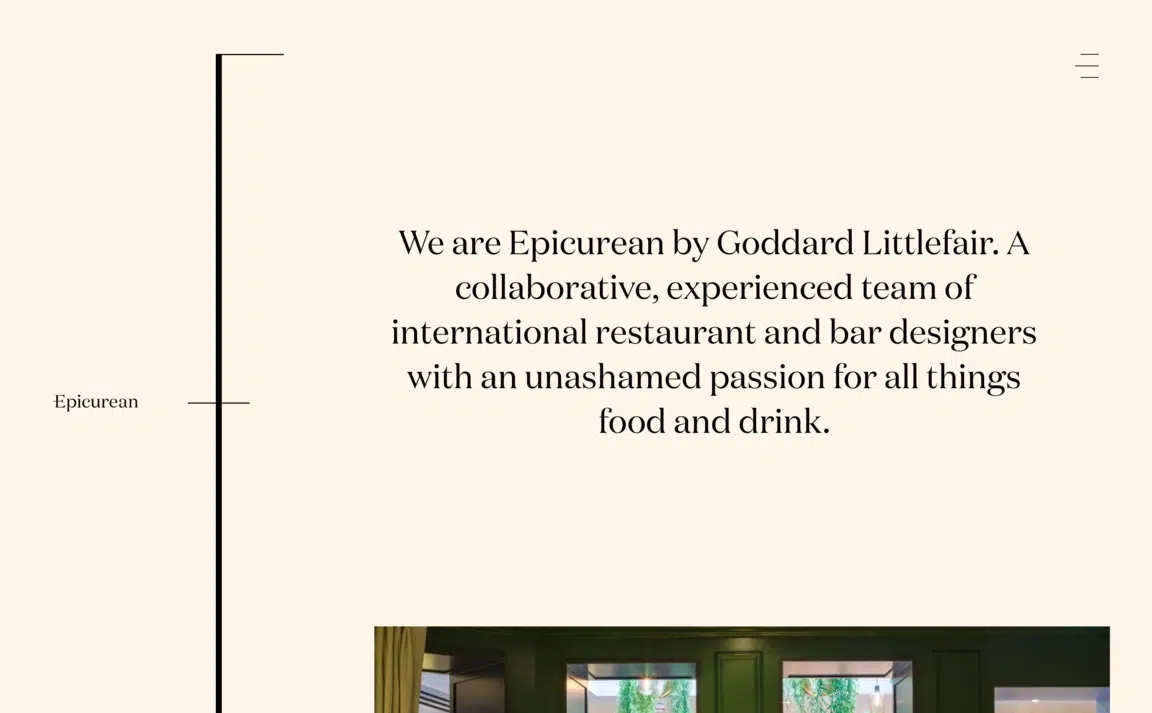 We are Epicurean by Goddard Littlefair. A
collaborative, experienced team of
international restaurant and bar designers
with an unashamed passion for all things
food and drink.
Epicurean